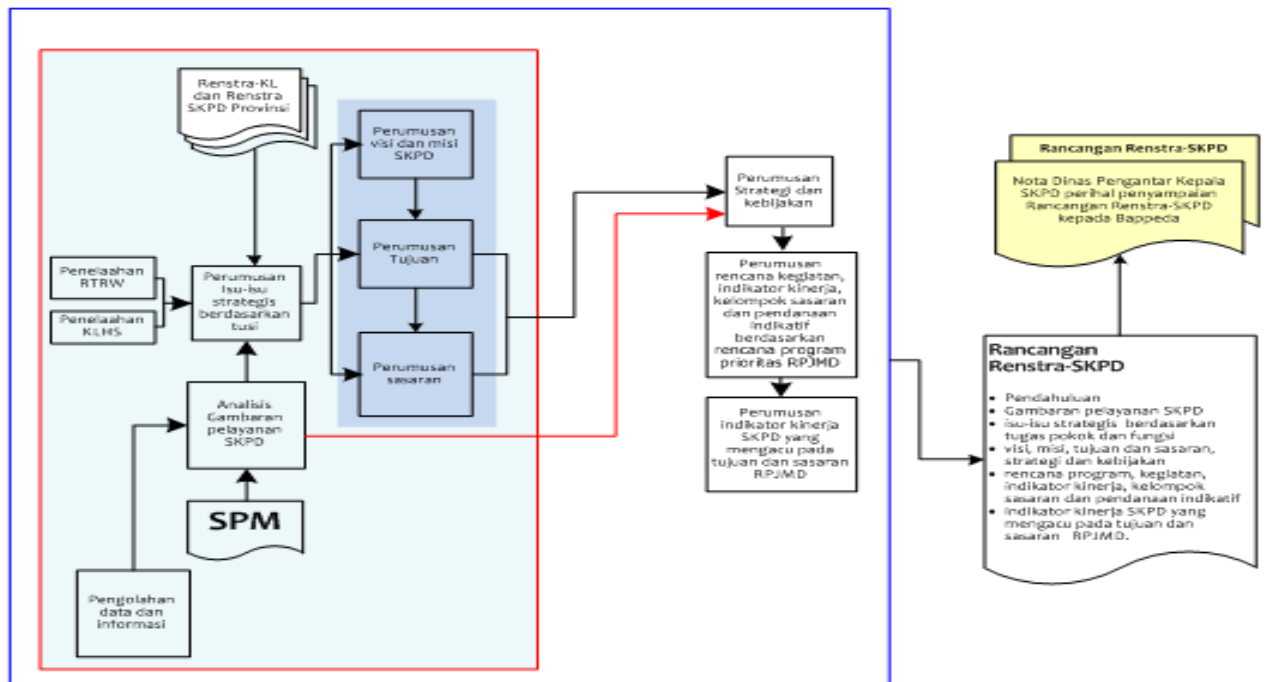 Renstra-KL
dan Renstra
SKPD Provinsi
Perumusan
visi dan misi
SKPD
Perumusan
Tujuan
Perumusan
sasaran
Penelaahan
RTRW
Penelaahan
KLHS
Perumusan
Isu-isu
strategis
berdasarkan
tusi
Analisis
Gambaran
pelayanan
SKPD
SPM
Pengolahan
data dan
informasi
Perumusan
Strategi dan
kebijakan
Perumusan
rencana kegiatan,
indikator kinerja,
kelompok sasaran
dan pendanaan
indikatif
berdasarkan
rencana program
prioritas RPJMD
Perumusan
indikator kinerja
SKPD yang
mengacu pada
tujuan dan sasaran
RPJMD
Rancangan Renstra-SKPD
Nota Dinas Pengantar Kepala
SKPD perihal penyampaian
Rancangan Renstra-SKPD
kepada Bappeda
Rancangan
Renstra-SKPD
• Pendahuluan
• Gambaran pelayanan SKPD
• isu-isu strategis berdasarkan
tugas pokok dan fungsi
• visi, misi, tujuan dan sasaran,
strategi dan kebijakan
• rencana program, kegiatan,
indikator kinerja, kelompok
sasaran dan pendanaan indikatif
• indikator kinerja SKPD yang
mengacu pada tujuan dan
sasaran RPJMD.